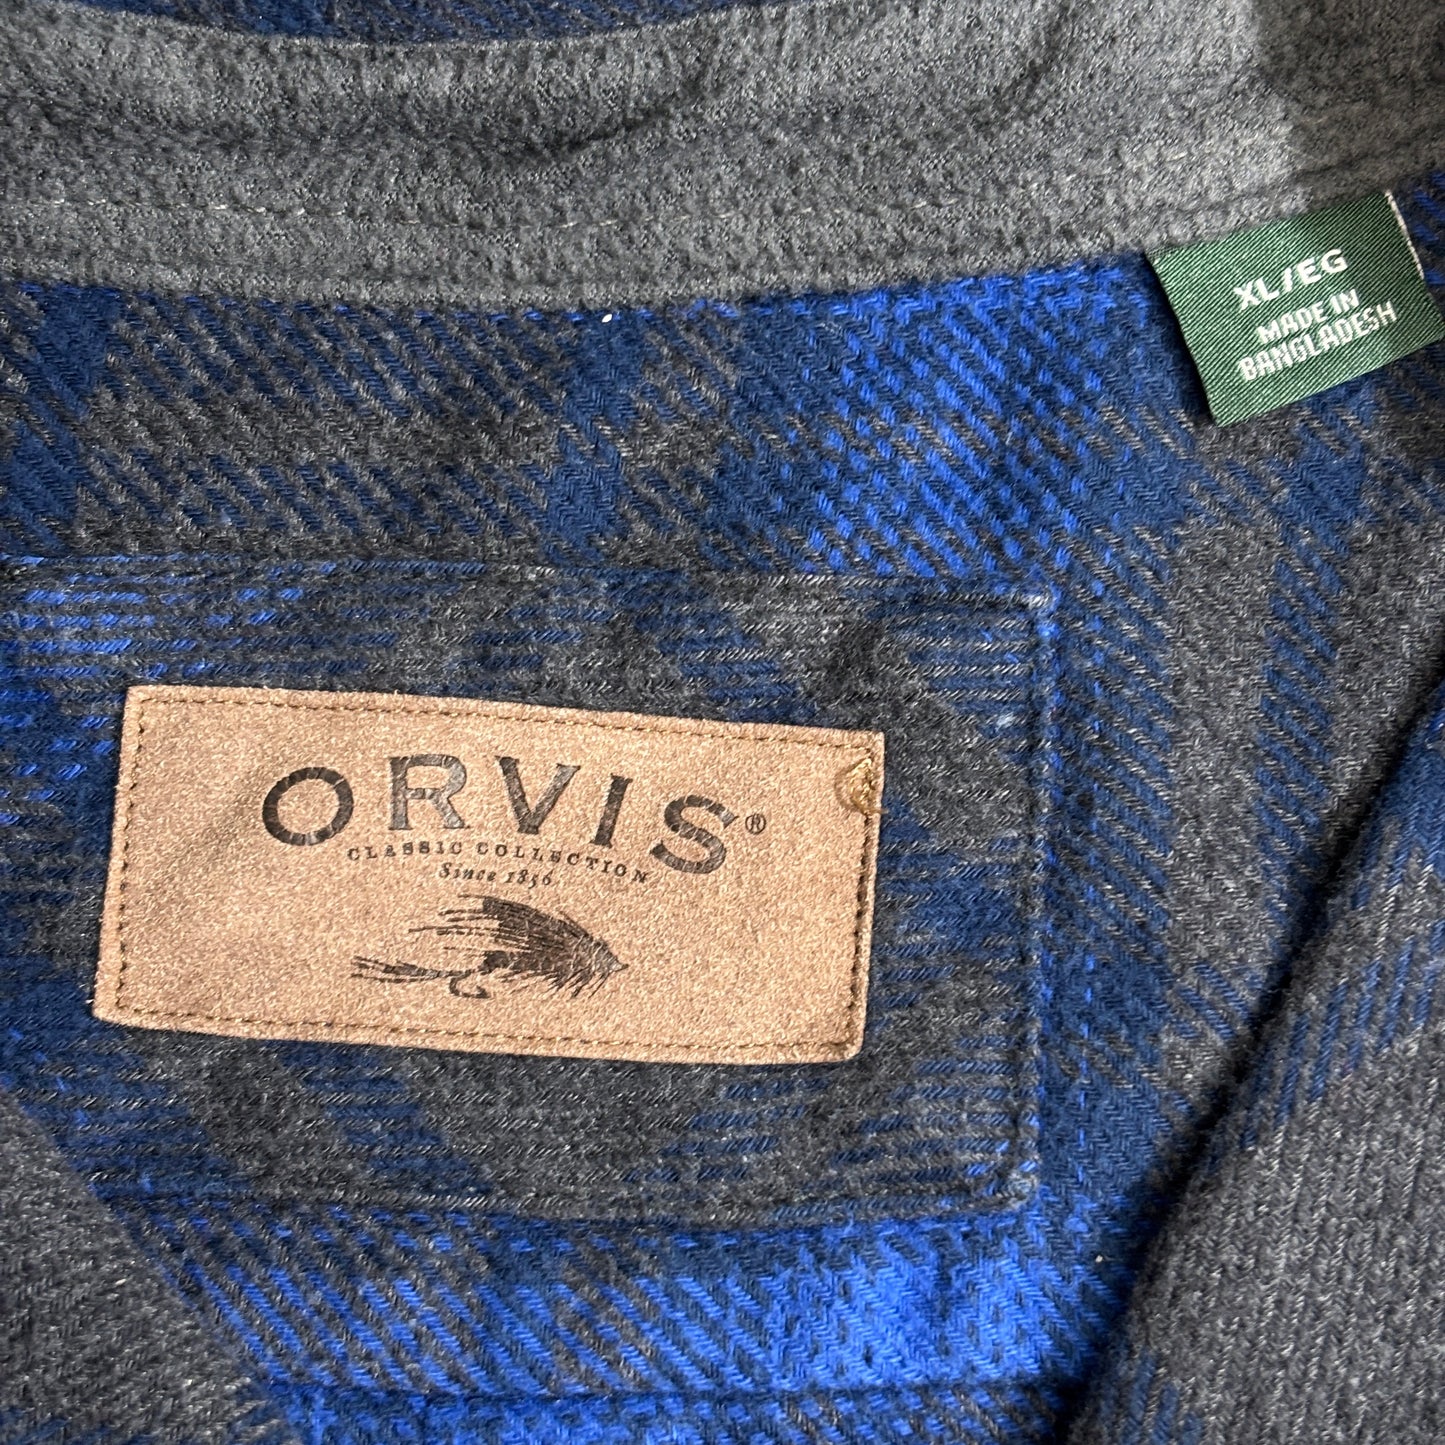 XL/EG
MADE IN
BANGLADESH
ORVIS®
CLASSIC COLLECTION
Since 1856